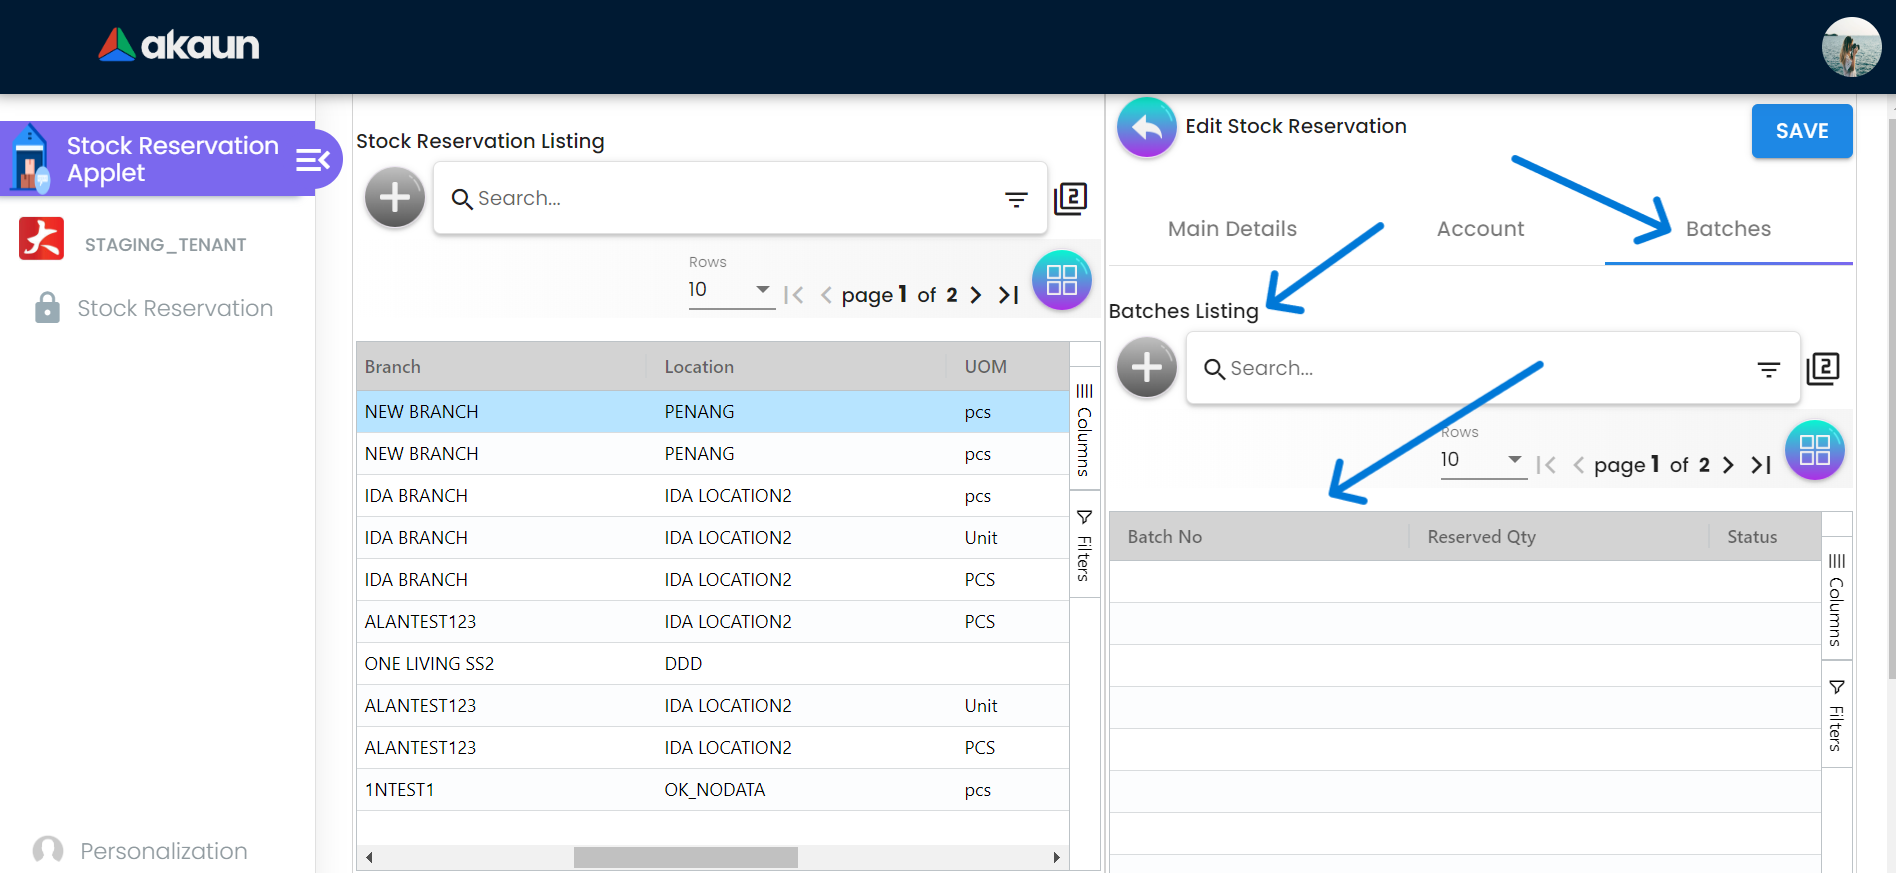 akaun
Stock Reservation
Applet
STAGING_TENANT
Stock Reservation
Personalization
Stock Reservation Listing
Search...
2
Rows
10
page 1 of 2
Branch Location UOM
NEW BRANCH PENANG pcs
NEW BRANCH PENANG pcs
IDA BRANCH IDA LOCATION2 pcs
IDA BRANCH IDA LOCATION2 Unit
IDA BRANCH IDA LOCATION2 PCS
ALANTEST123 IDA LOCATION2 PCS
ONE LIVING SS2 DDD
ALANTEST123 IDA LOCATION2 Unit
ALANTEST123 IDA LOCATION2 PCS
1NTEST1 OK_NODATA pcs
Columns
Filters
Edit Stock Reservation
SAVE
Main Details Account Batches
Batches Listing
Search...
2
Rows
10
page 1 of 2
Batch No Reserved Qty Status
Columns
Filters